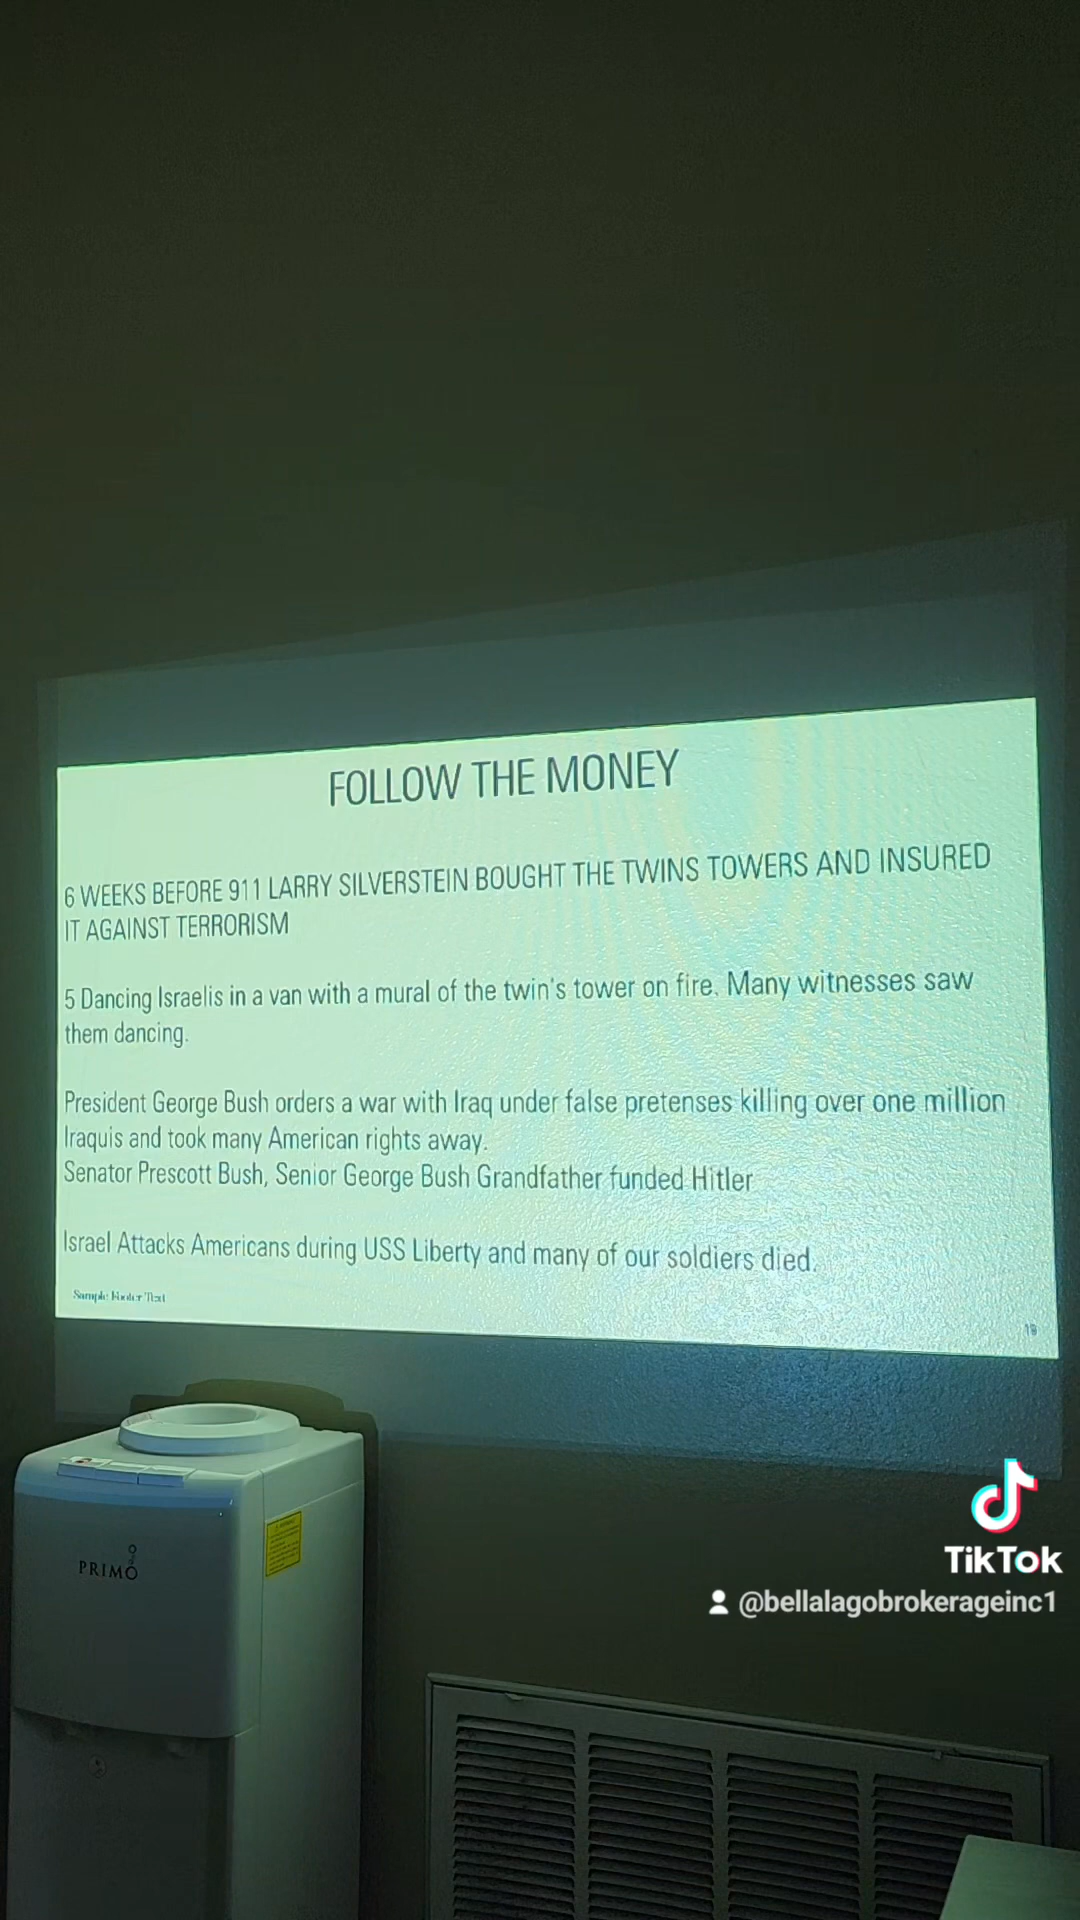 FOLLOW THE MONEY
6 WEEKS BEFORE 911 LARRY SILVERSTEIN BOUGHT THE TWINS TOWERS AND INSURED
IT AGAINST TERRORISM
5 Dancing Israelis in a van with a mural of the twin's tower on fire. Many witnesses saw
them dancing.
President George Bush orders a war with Iraq under false pretenses killing over one million
Iraquis and took many American rights away.
Senator Prescott Bush, Senior George Bush Grandfather funded Hitler
Israel Attacks Americans during USS Liberty and many of our soldiers died.
Sample Footer Text
19
PRIMO
TikTok
@bellalagobrokerageinc1